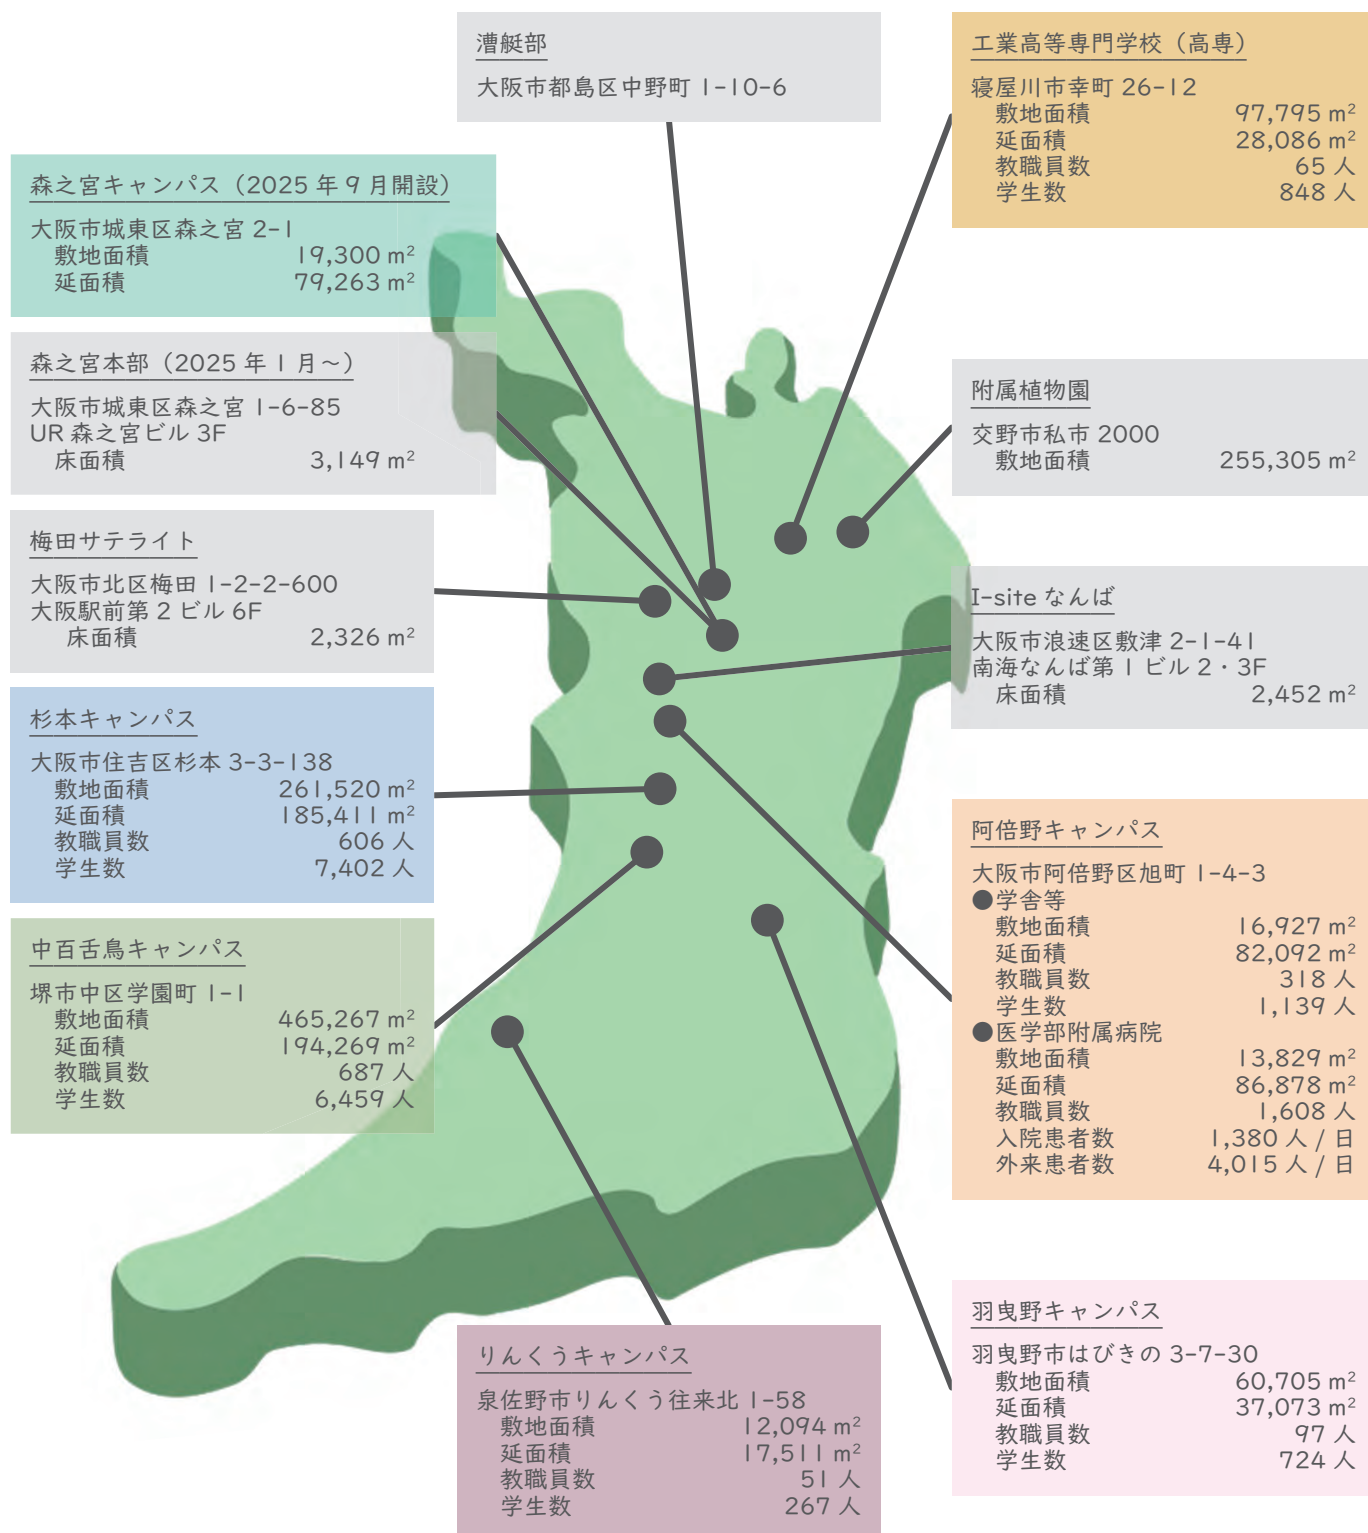 漕艇部
大阪市都島区中野町 1-10-6
工業高等専門学校（高専）
寝屋川市幸町 26-12
敷地面積 97,795 m²
延面積 28,086 m²
教職員数 65 人
学生数 848 人
森之宮キャンパス（2025 年 9 月開設）
大阪市城東区森之宮 2-1
敷地面積 19,300 m²
延面積 79,263 m²
森之宮本部（2025 年 1 月～）
大阪市城東区森之宮 1-6-85
UR 森之宮ビル 3F
床面積 3,149 m²
附属植物園
交野市私市 2000
敷地面積 255,305 m²
梅田サテライト
大阪市北区梅田 1-2-2-600
大阪駅前第 2 ビル 6F
床面積 2,326 m²
I-site なんば
大阪市浪速区敷津 2-1-41
南海なんば第 1 ビル 2・3F
床面積 2,452 m²
杉本キャンパス
大阪市住吉区杉本 3-3-138
敷地面積 261,520 m²
延面積 185,411 m²
教職員数 606 人
学生数 7,402 人
阿倍野キャンパス
大阪市阿倍野区旭町 1-4-3
●学舎等
敷地面積 16,927 m²
延面積 82,092 m²
教職員数 318 人
学生数 1,139 人
●医学部附属病院
敷地面積 13,829 m²
延面積 86,878 m²
教職員数 1,608 人
入院患者数 1,380 人 / 日
外来患者数 4,015 人 / 日
中百舌鳥キャンパス
堺市中区学園町 1-1
敷地面積 465,267 m²
延面積 194,269 m²
教職員数 687 人
学生数 6,459 人
りんくうキャンパス
泉佐野市りんくう往来北 1-58
敷地面積 12,094 m²
延面積 17,511 m²
教職員数 51 人
学生数 267 人
羽曳野キャンパス
羽曳野市はびきの 3-7-30
敷地面積 60,705 m²
延面積 37,073 m²
教職員数 97 人
学生数 724 人